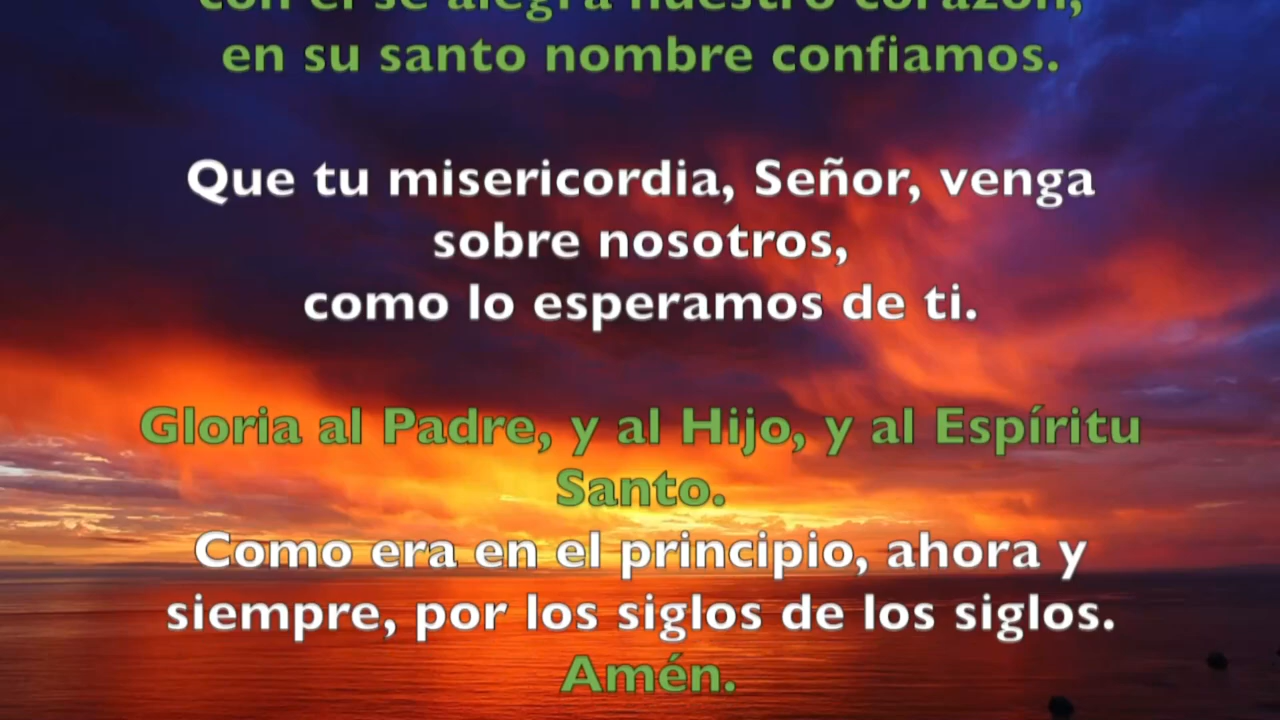 con él se alegra nuestro corazón,
en su santo nombre confiamos.
Que tu misericordia, Señor, venga
sobre nosotros,
como lo esperamos de ti.
Gloria al Padre, y al Hijo, y al Espíritu
Santo.
Como era en el principio, ahora y
siempre, por los siglos de los siglos.
Amén.